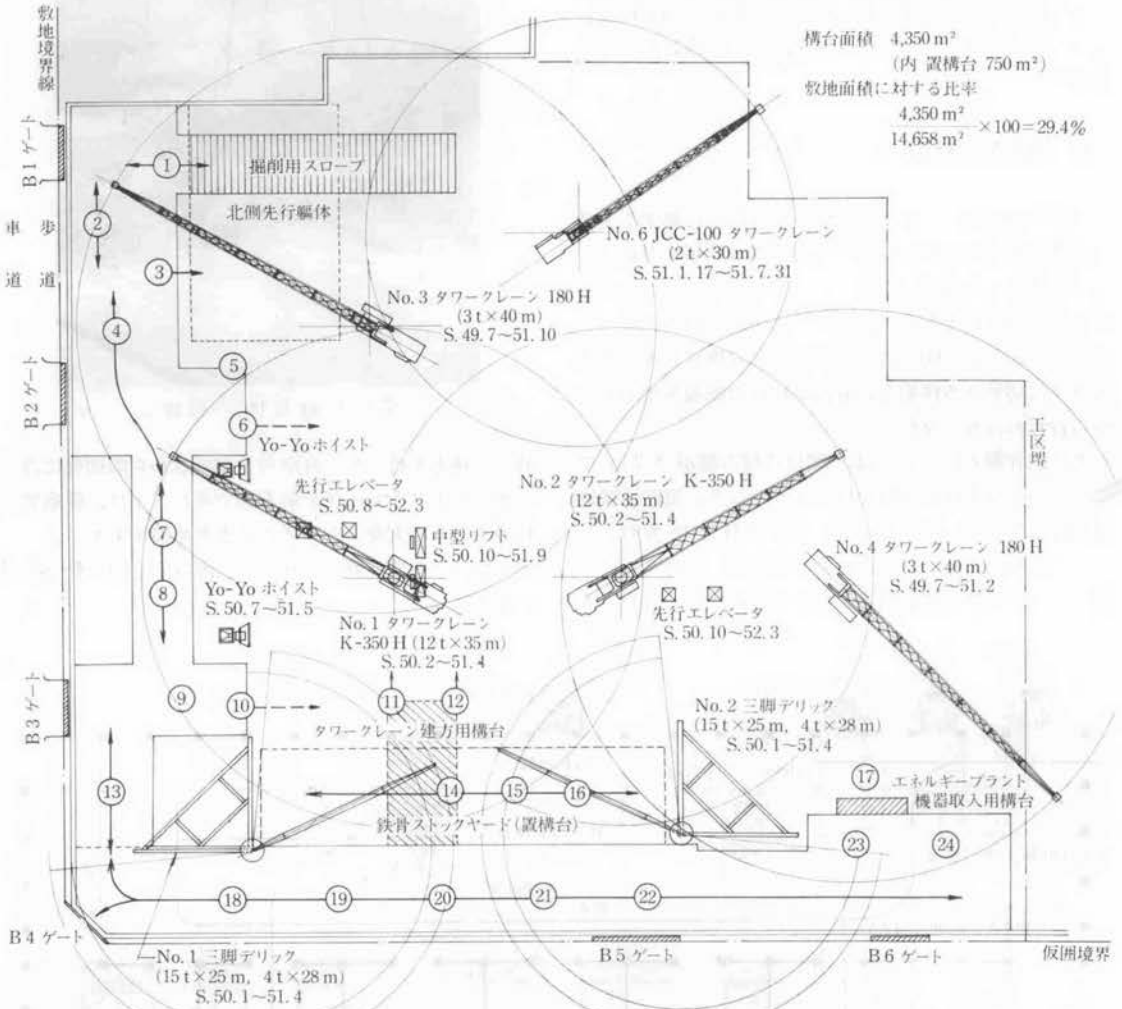 敷地境界線
構台面積 4,350 m²
(内 置構台 750 m²)
敷地面積に対する比率
4,350 m²
14,658 m²
×100=29.4%
B1ゲート
①
掘削用スロープ
北側先行躯体
②
車道
歩道
③
④
No. 6 JCC-100 タワークレーン
(2 t×30 m)
S. 51. 1. 17~51. 7. 31
No. 3 タワークレーン 180 H
(3 t×40 m)
S. 49. 7~51. 10
B2ゲート
⑤
⑥
Yo-Yo ホイスト
先行エレベータ
S. 50. 8~52. 3
中型リフト
S. 50. 10~51. 9
No. 2 タワークレーン K-350 H
(12 t×35 m)
S. 50. 2~51. 4
工区堺
⑦
⑧
Yo-Yo ホイスト
S. 50. 7~51. 5
No. 1 タワークレーン
K-350 H (12 t×35 m)
S. 50. 2~51. 4
No. 4 タワークレーン 180 H
(3 t×40 m)
S. 49. 7~51. 2
先行エレベータ
S. 50. 10~52. 3
B3ゲート
⑨
⑩
⑪
⑫
タワークレーン建方用構台
No. 2 三脚デリック
(15 t×25 m, 4 t×28 m)
S. 50. 1~51. 4
⑬
⑭
⑮
⑯
⑰
エネルギープラント
機器取入用構台
鉄骨ストックヤード(置構台)
㉓
㉔
⑱
⑲
⑳
㉑
㉒
B4ゲート
B5ゲート
B6ゲート
仮囲境界
No. 1 三脚デリック
(15 t×25 m, 4 t×28 m)
S. 50. 1~51. 4